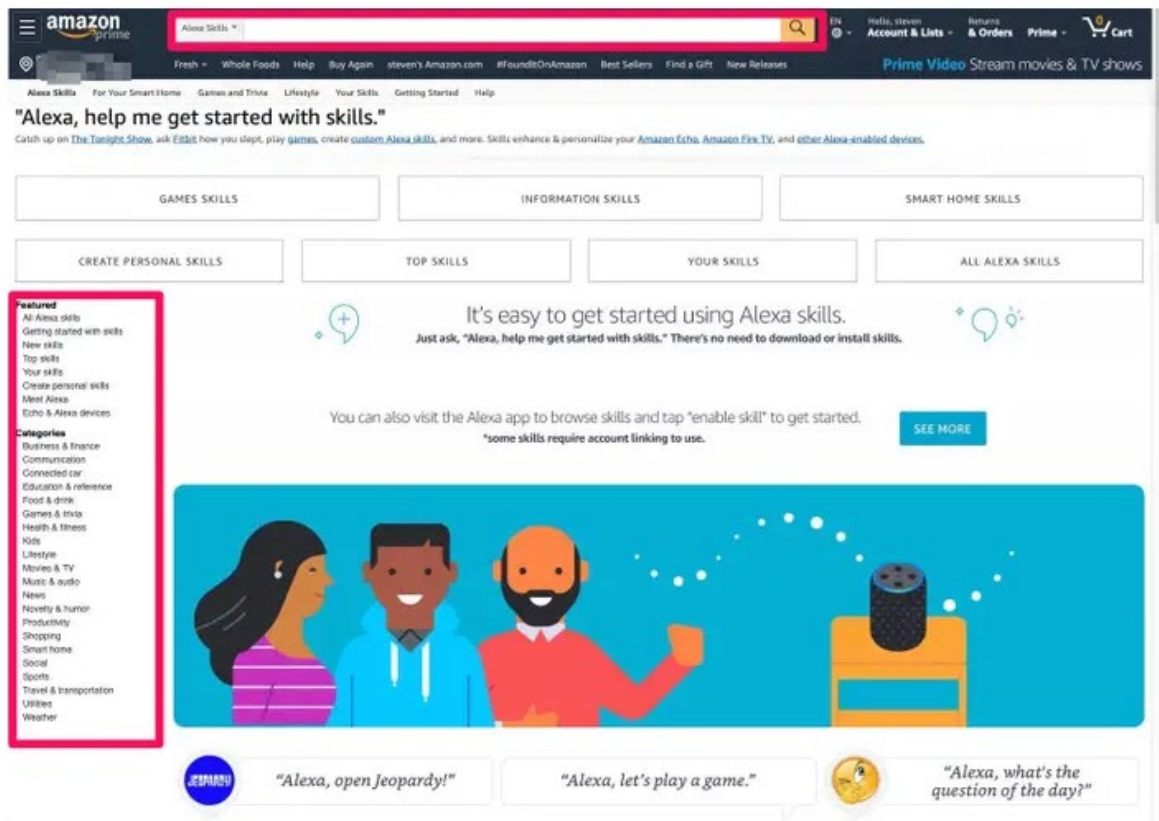 amazon
prime
Alexa Skills
EN
Hello, steven
Account & Lists
Returns
& Orders
Prime
0
Cart
Fresh
Whole Foods
Help
Buy Again
steven's Amazon.com
#FoundItOnAmazon
Best Sellers
Find a Gift
New Releases
Prime Video Stream movies & TV shows
Alexa Skills
For Your Smart Home
Games and Trivia
Lifestyle
Your Skills
Getting Started
Help
"Alexa, help me get started with skills."
Catch up on The Tonight Show, ask Fitbit how you slept, play games, create custom Alexa skills, and more. Skills enhance & personalize your Amazon Echo, Amazon Fire TV, and other Alexa-enabled devices.
GAMES SKILLS
INFORMATION SKILLS
SMART HOME SKILLS
CREATE PERSONAL SKILLS
TOP SKILLS
YOUR SKILLS
ALL ALEXA SKILLS
Featured
All Alexa skills
Getting started with skills
New skills
Top skills
Your skills
Create personal skills
Meet Alexa
Echo & Alexa devices
Categories
Business & finance
Communication
Connected car
Education & reference
Food & drink
Games & trivia
Health & fitness
Kids
Lifestyle
Movies & TV
Music & audio
News
Novelty & humor
Productivity
Shopping
Smart home
Social
Sports
Travel & transportation
Utilities
Weather
It's easy to get started using Alexa skills.
Just ask, "Alexa, help me get started with skills." There's no need to download or install skills.
You can also visit the Alexa app to browse skills and tap "enable skill" to get started.
*some skills require account linking to use.
SEE MORE
JEOPARDY
"Alexa, open Jeopardy!"
"Alexa, let's play a game."
"Alexa, what's the
question of the day?"